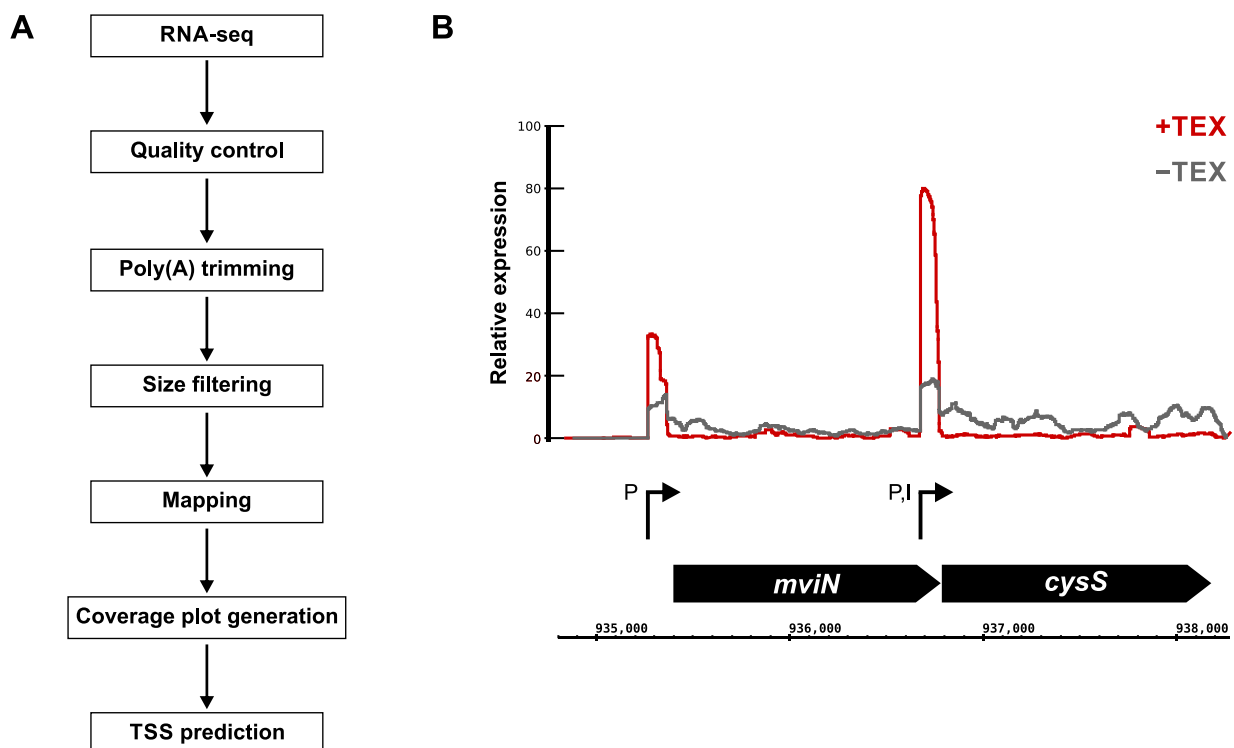 A
RNA-seq
Quality control
Poly(A) trimming
Size filtering
Mapping
Coverage plot generation
TSS prediction
B
+TEX
−TEX
Relative expression
100
80
60
40
20
0
P
P,I
mviN
cysS
935,000
936,000
937,000
938,000